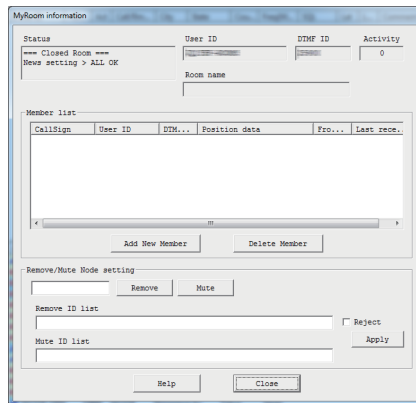 MyRoom information
Status
User ID
DTMF ID
Activity
=== Closed Room ===
News setting > ALL OK
0
Room name
Member list
CallSign
User ID
DTM...
Position data
Fro...
Last rece..
Add New Member
Delete Member
Remove/Mute Node setting
Remove
Mute
Remove ID list
Reject
Apply
Mute ID list
Help
Close